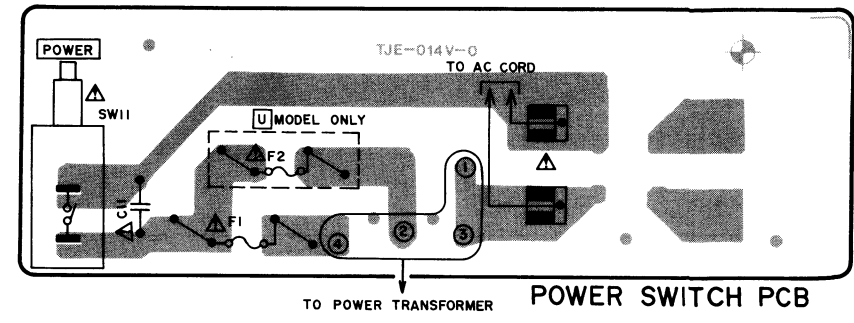 POWER
TJE-014V-0
TO AC CORD
SW11
U MODEL ONLY
F2
C11
F1
1
2
3
4
TO POWER TRANSFORMER
POWER SWITCH PCB